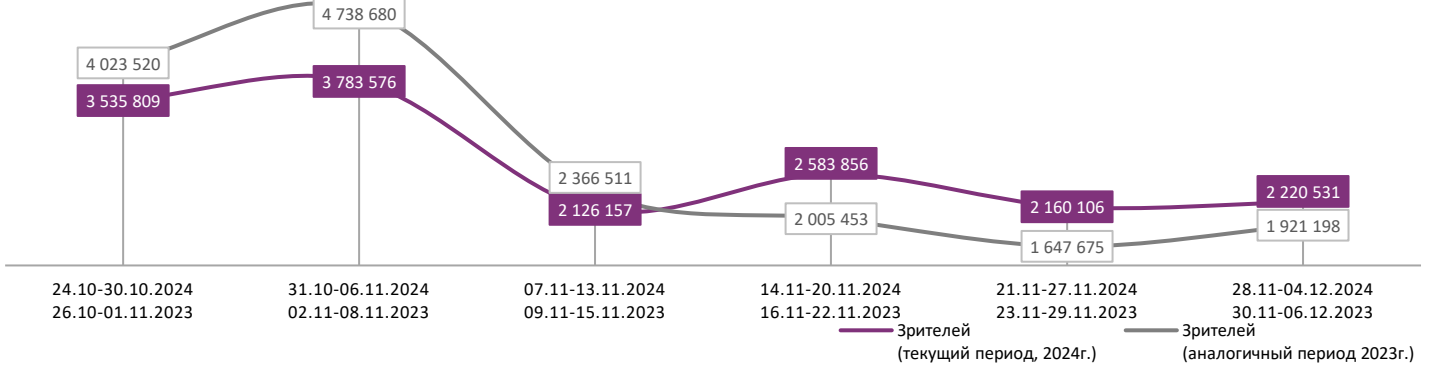 4 738 680
4 023 520
3 783 576
3 535 809
2 366 511
2 126 157
2 583 856
2 005 453
2 160 106
1 647 675
2 220 531
1 921 198
24.10-30.10.2024
26.10-01.11.2023
31.10-06.11.2024
02.11-08.11.2023
07.11-13.11.2024
09.11-15.11.2023
14.11-20.11.2024
16.11-22.11.2023
21.11-27.11.2024
23.11-29.11.2023
28.11-04.12.2024
30.11-06.12.2023
Зрителей
(текущий период, 2024г.)
Зрителей
(аналогичный период 2023г.)